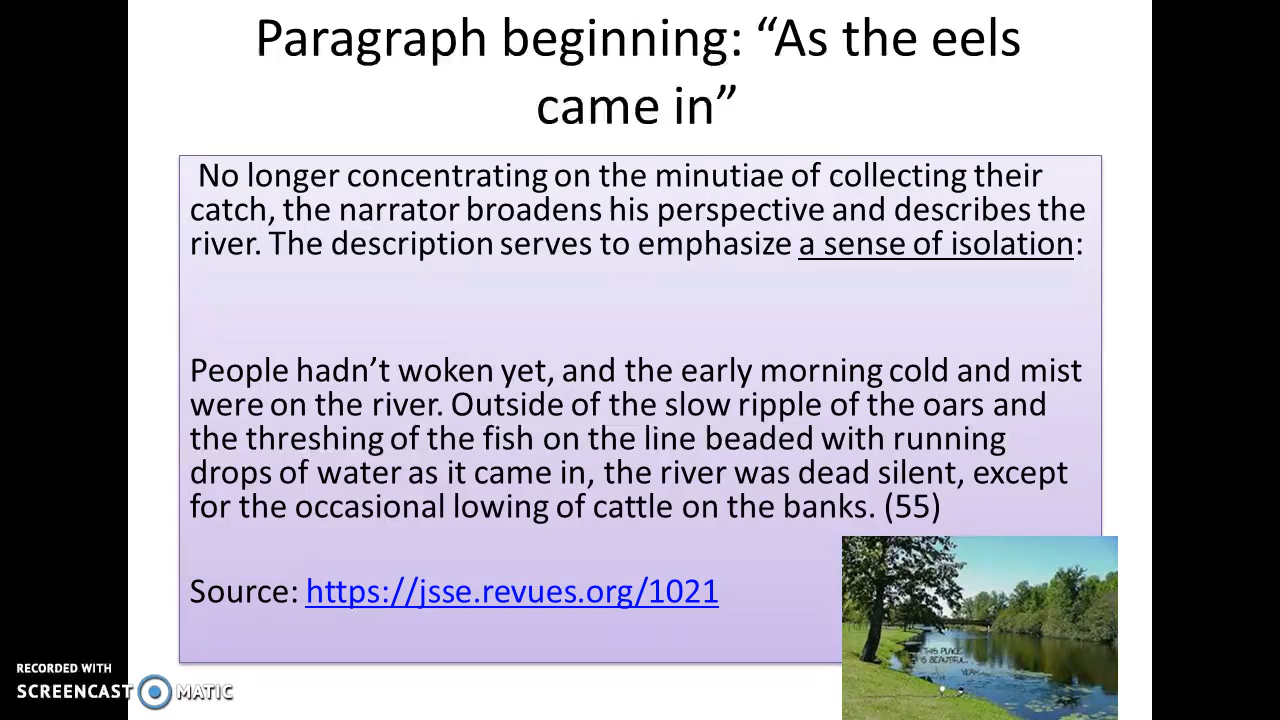 Paragraph beginning: “As the eels
came in”
No longer concentrating on the minutiae of collecting their
catch, the narrator broadens his perspective and describes the
river. The description serves to emphasize a sense of isolation:
People hadn’t woken yet, and the early morning cold and mist
were on the river. Outside of the slow ripple of the oars and
the threshing of the fish on the line beaded with running
drops of water as it came in, the river was dead silent, except
for the occasional lowing of cattle on the banks. (55)
Source: https://jsse.revues.org/1021
THIS PLACE
IS BEAUTIFUL.
YEAH.
RECORDED WITH
SCREENCAST MATIC